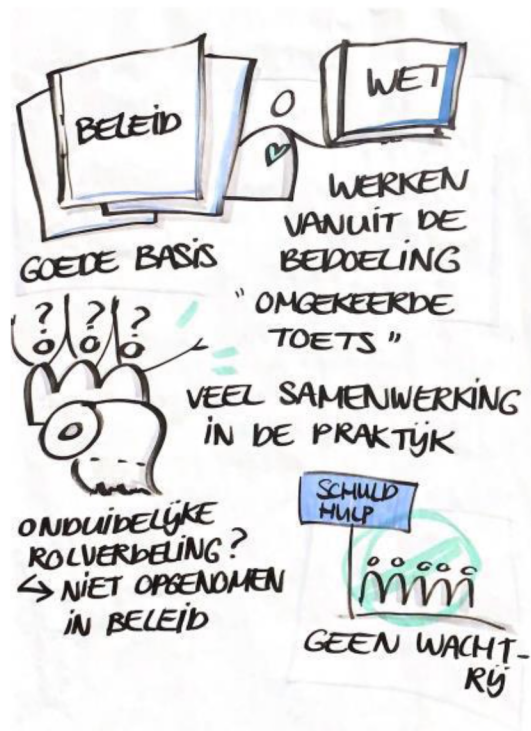 BELEID
WET
GOEDE BASIS
WERKEN
VANUIT DE
BEDOELING
"OMGEKEERDE
TOETS"
? ? ?
VEEL SAMENWERKING
IN DE PRAKTIJK
ONDUIDELIJKE
ROLVERDELING?
↳ NIET OPGENOMEN
IN BELEID
SCHULD
HULP
GEEN WACHT-
RIJ